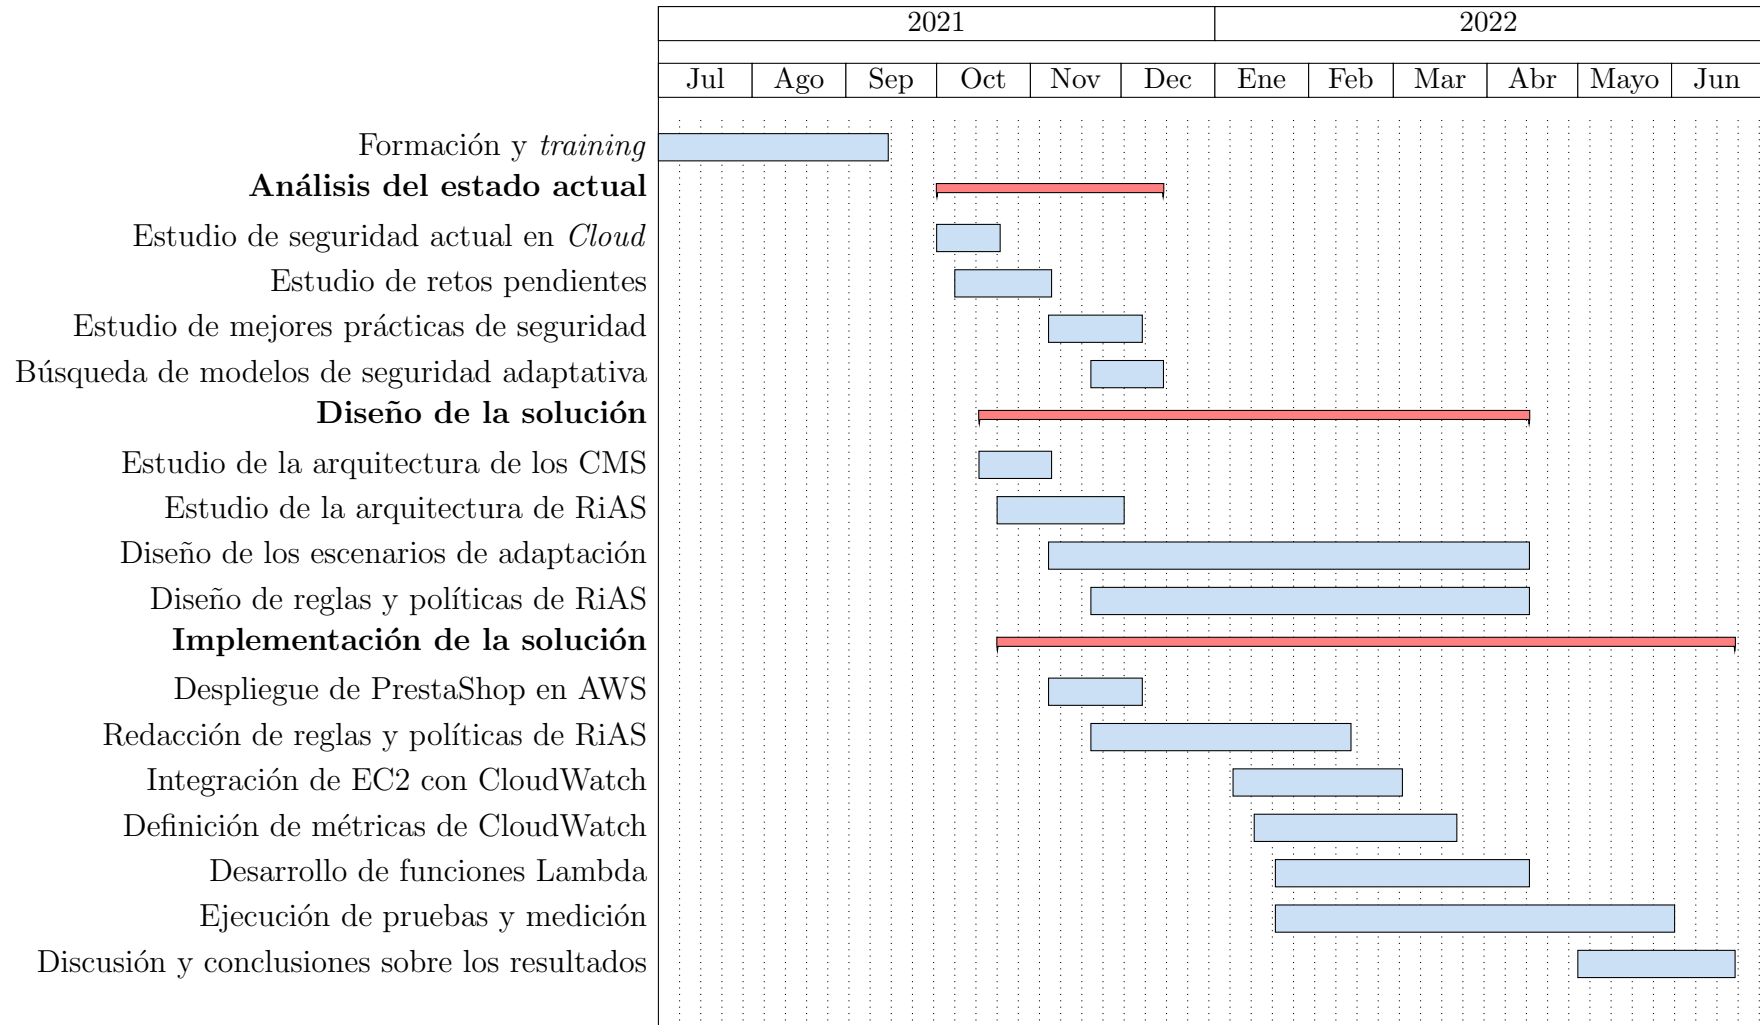 2021 2022
Jul Ago Sep Oct Nov Dec Ene Feb Mar Abr Mayo Jun
Formación y training
Análisis del estado actual
Estudio de seguridad actual en Cloud
Estudio de retos pendientes
Estudio de mejores prácticas de seguridad
Búsqueda de modelos de seguridad adaptativa
Diseño de la solución
Estudio de la arquitectura de los CMS
Estudio de la arquitectura de RiAS
Diseño de los escenarios de adaptación
Diseño de reglas y políticas de RiAS
Implementación de la solución
Despliegue de PrestaShop en AWS
Redacción de reglas y políticas de RiAS
Integración de EC2 con CloudWatch
Definición de métricas de CloudWatch
Desarrollo de funciones Lambda
Ejecución de pruebas y medición
Discusión y conclusiones sobre los resultados